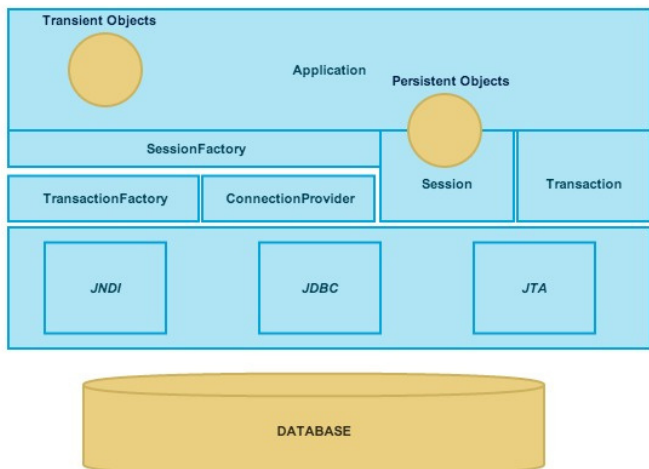 Transient Objects
Application
Persistent Objects
SessionFactory
TransactionFactory
ConnectionProvider
Session
Transaction
JNDI
JDBC
JTA
DATABASE